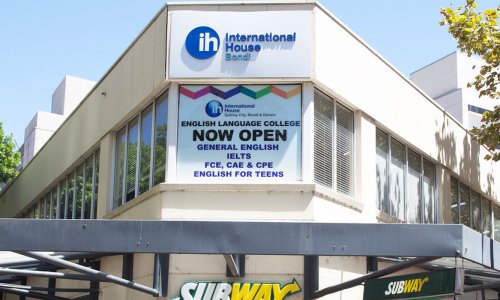 ih International
House
Bondi
ih International
House
Sydney City, Bondi & Darwin
ENGLISH LANGUAGE COLLEGE
NOW OPEN
GENERAL ENGLISH
IELTS
FCE, CAE & CPE
ENGLISH FOR TEENS
SUBWAY
SUBWAY